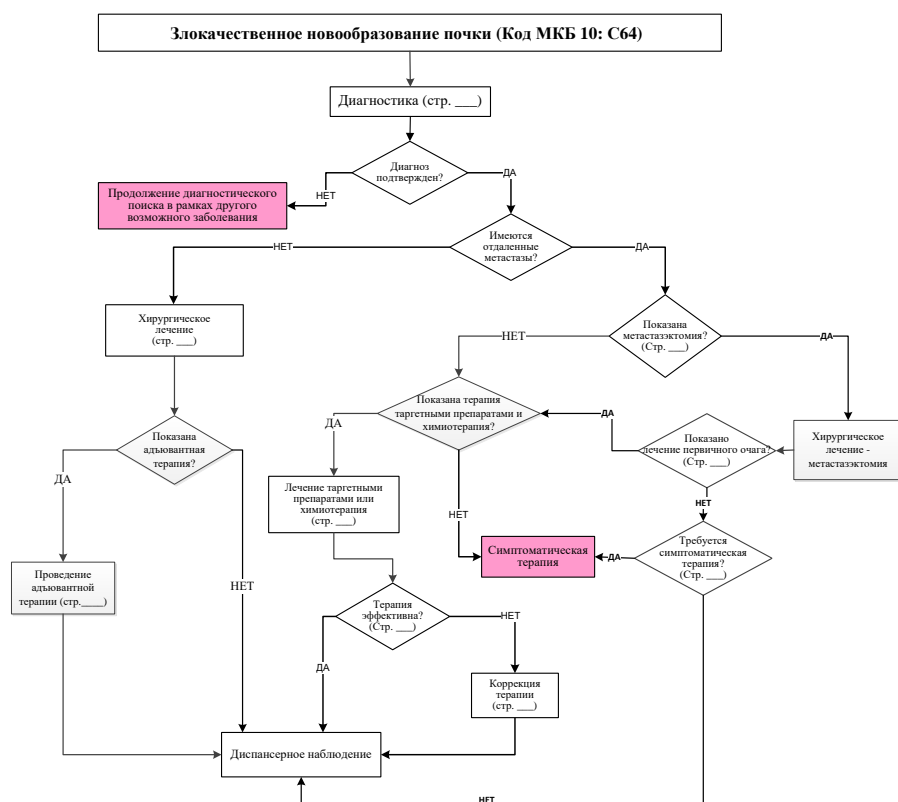 Злокачественное новообразование почки (Код МКБ 10: С64)
Диагностика (стр. ___)
Диагноз
подтвержден?
НЕТ
ДА
Продолжение диагностического
поиска в рамках другого
возможного заболевания
Имеются
отдаленные
метастазы?
НЕТ
ДА
Хирургическое
лечение
(стр. ___)
Показана
метастазэктомия?
(Стр. ___)
НЕТ
ДА
Показана терапия
таргетными препаратами и
химиотерапия?
ДА
ДА
Показано
лечение первичного очага?
(Стр. ___)
Хирургическое
лечение -
метастазэктомия
Показана
адъювантная
терапия?
ДА
Лечение таргетными
препаратами или
химиотерапия
(стр. ___)
НЕТ
НЕТ
Симптоматическая
терапия
ДА
Требуется
симптоматическая
терапия?
(Стр. ___)
Проведение
адъювантной
терапии (стр.____)
НЕТ
Терапия
эффективна?
(Стр. ___)
НЕТ
ДА
Коррекция
терапии
(стр. ___)
Диспансерное наблюдение
НЕТ